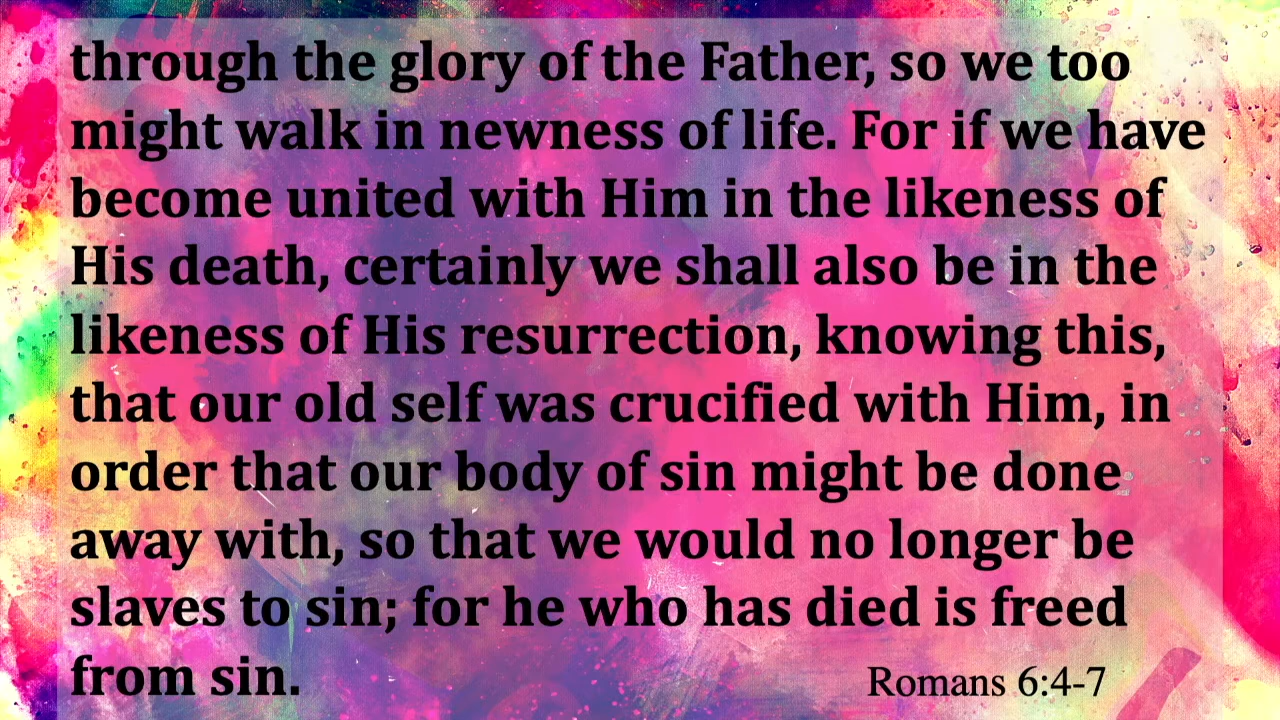 through the glory of the Father, so we too
might walk in newness of life. For if we have
become united with Him in the likeness of
His death, certainly we shall also be in the
likeness of His resurrection, knowing this,
that our old self was crucified with Him, in
order that our body of sin might be done
away with, so that we would no longer be
slaves to sin; for he who has died is freed
from sin.
Romans 6:4-7